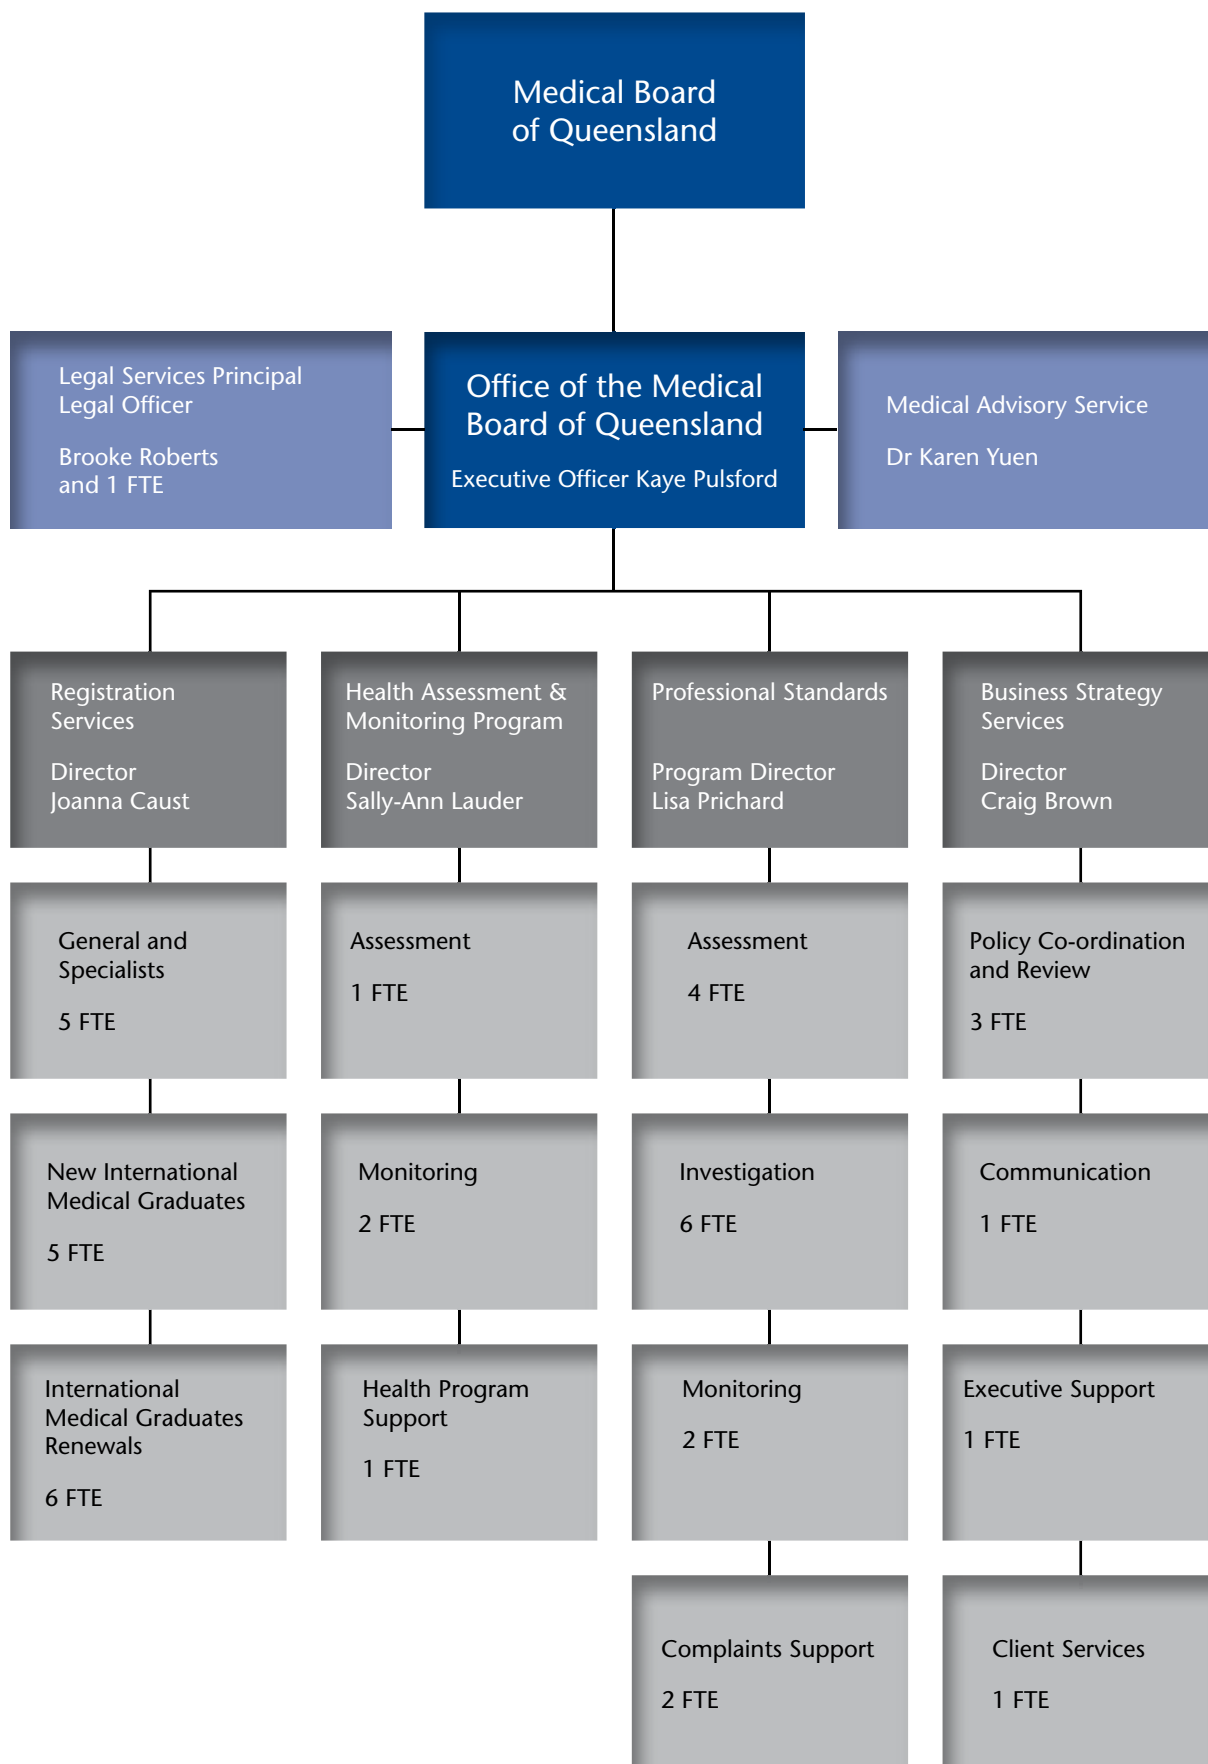 Medical Board
of Queensland
Legal Services Principal
Legal Officer
Brooke Roberts
and 1 FTE
Office of the Medical
Board of Queensland
Executive Officer Kaye Pulsford
Medical Advisory Service
Dr Karen Yuen
Registration
Services
Director
Joanna Caust
Health Assessment &
Monitoring Program
Director
Sally-Ann Lauder
Professional Standards
Program Director
Lisa Prichard
Business Strategy
Services
Director
Craig Brown
General and
Specialists
5 FTE
Assessment
1 FTE
Assessment
4 FTE
Policy Co-ordination
and Review
3 FTE
New International
Medical Graduates
5 FTE
Monitoring
2 FTE
Investigation
6 FTE
Communication
1 FTE
International
Medical Graduates
Renewals
6 FTE
Health Program
Support
1 FTE
Monitoring
2 FTE
Executive Support
1 FTE
Complaints Support
2 FTE
Client Services
1 FTE